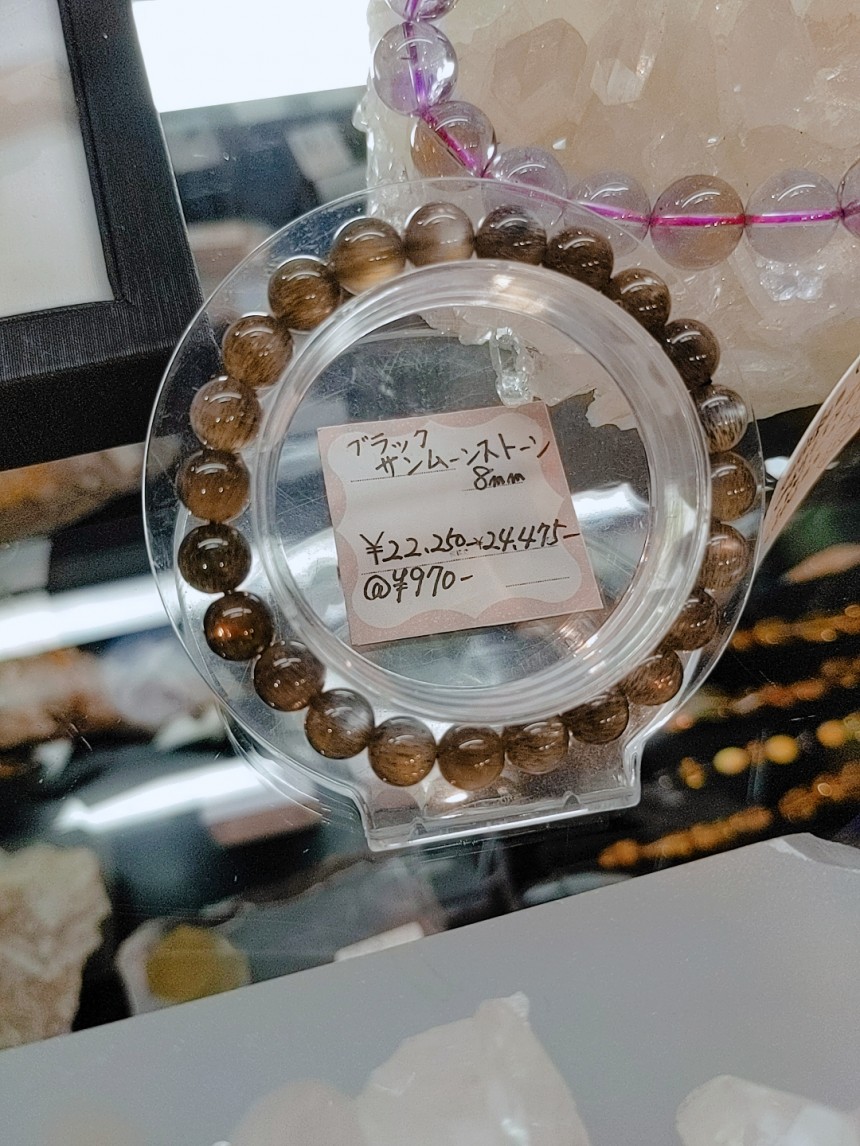 ブラック
サンムーンストーン
8mm
¥22,250→24,475-
@¥970-